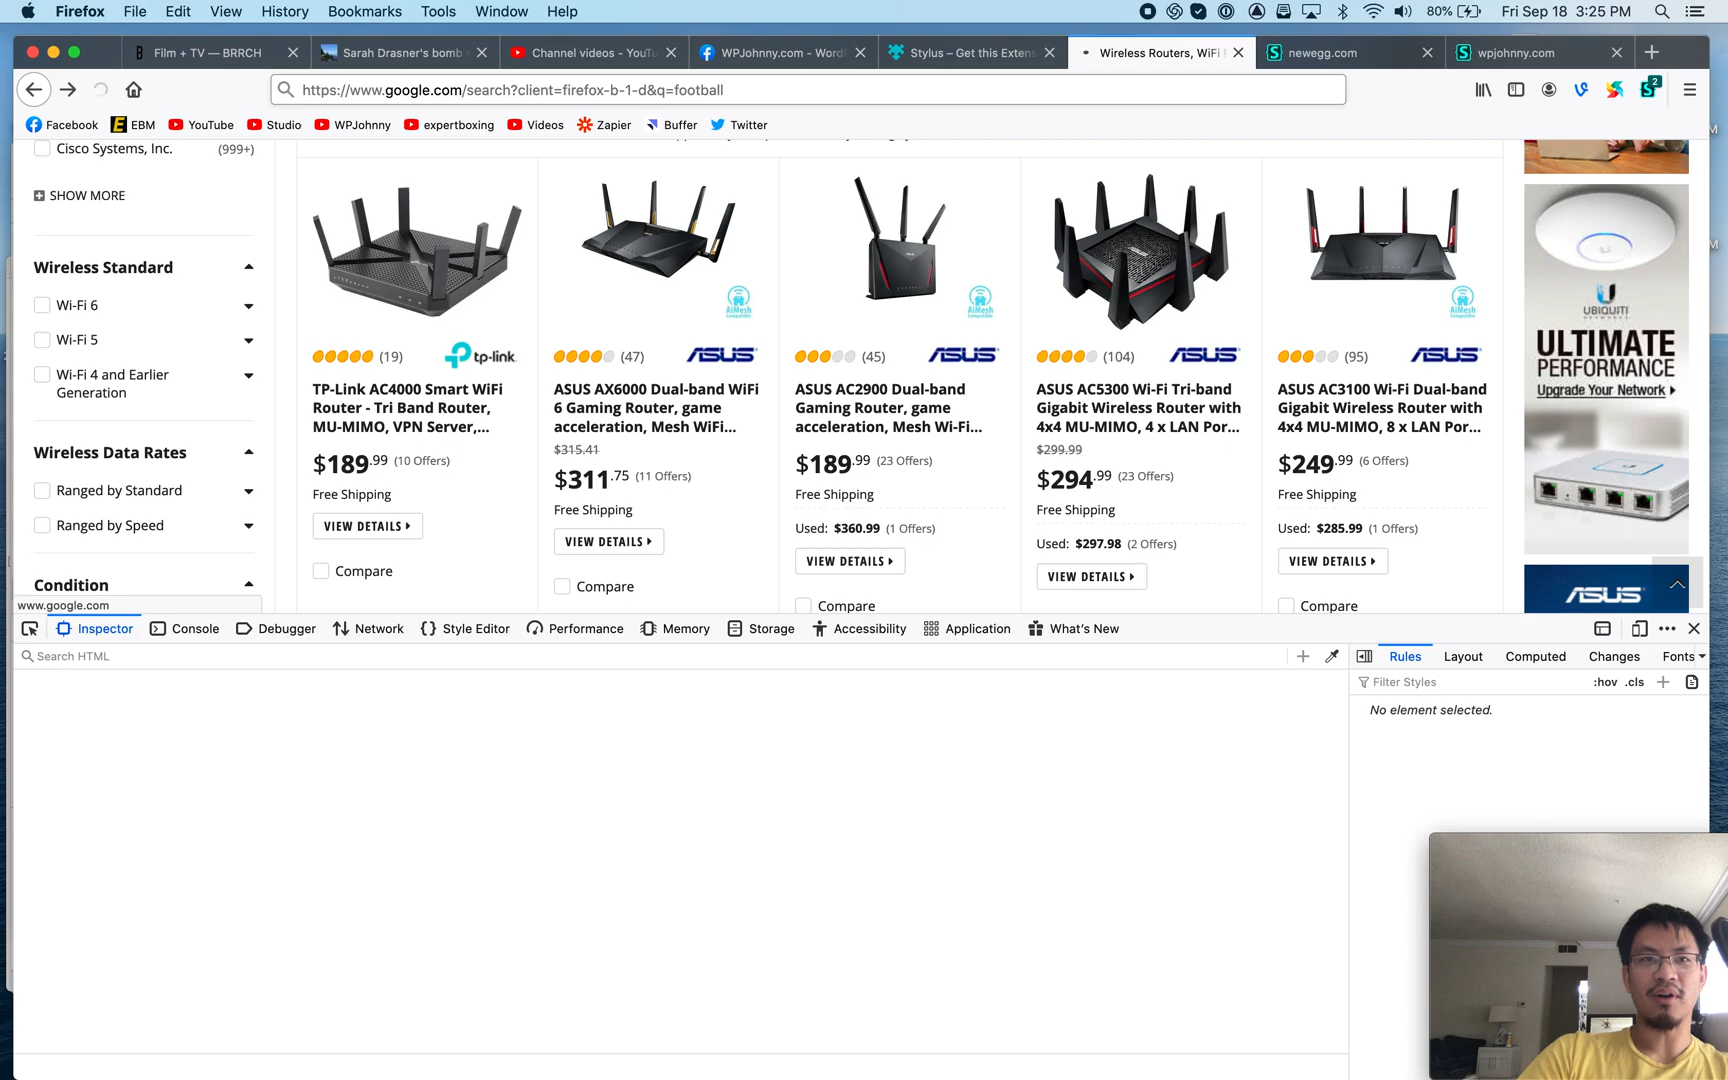 Firefox File Edit View History Bookmarks Tools Window Help 80% Fri Sep 18 3:25 PM
Film + TV — BRRCH Sarah Drasner's bomb Channel videos - YouTu WPJohnny.com - Word Stylus – Get this Extens Wireless Routers, WiFi newegg.com wpjohnny.com
https://www.google.com/search?client=firefox-b-1-d&q=football 2
Facebook EBM YouTube Studio WPJohnny expertboxing Videos Zapier Buffer Twitter
Cisco Systems, Inc. (999+)
SHOW MORE
Wireless Standard
Wi-Fi 6
Wi-Fi 5
Wi-Fi 4 and Earlier
Generation
Wireless Data Rates
Ranged by Standard
Ranged by Speed
Condition
www.google.com
(19) tp-link
TP-Link AC4000 Smart WiFi
Router - Tri Band Router,
MU-MIMO, VPN Server,...
$189.99 (10 Offers)
Free Shipping
VIEW DETAILS
Compare
AiMesh
Compatible
(47) ASUS
ASUS AX6000 Dual-band WiFi
6 Gaming Router, game
acceleration, Mesh WiFi...
$315.41
$311.75 (11 Offers)
Free Shipping
VIEW DETAILS
Compare
AiMesh
Compatible
(45) ASUS
ASUS AC2900 Dual-band
Gaming Router, game
acceleration, Mesh Wi-Fi...
$189.99 (23 Offers)
Free Shipping
Used: $360.99 (1 Offers)
VIEW DETAILS
Compare
(104) ASUS
ASUS AC5300 Wi-Fi Tri-band
Gigabit Wireless Router with
4x4 MU-MIMO, 4 x LAN Por...
$299.99
$294.99 (23 Offers)
Free Shipping
Used: $297.98 (2 Offers)
VIEW DETAILS
AiMesh
Compatible
(95) ASUS
ASUS AC3100 Wi-Fi Dual-band
Gigabit Wireless Router with
4x4 MU-MIMO, 8 x LAN Por...
$249.99 (6 Offers)
Free Shipping
Used: $285.99 (1 Offers)
VIEW DETAILS
Compare
UBIQUITI
NETWORKS
ULTIMATE
PERFORMANCE
Upgrade Your Network
ASUS
Inspector Console Debugger Network Style Editor Performance Memory Storage Accessibility Application What's New
Search HTML
Rules Layout Computed Changes Fonts
Filter Styles :hov .cls
No element selected.